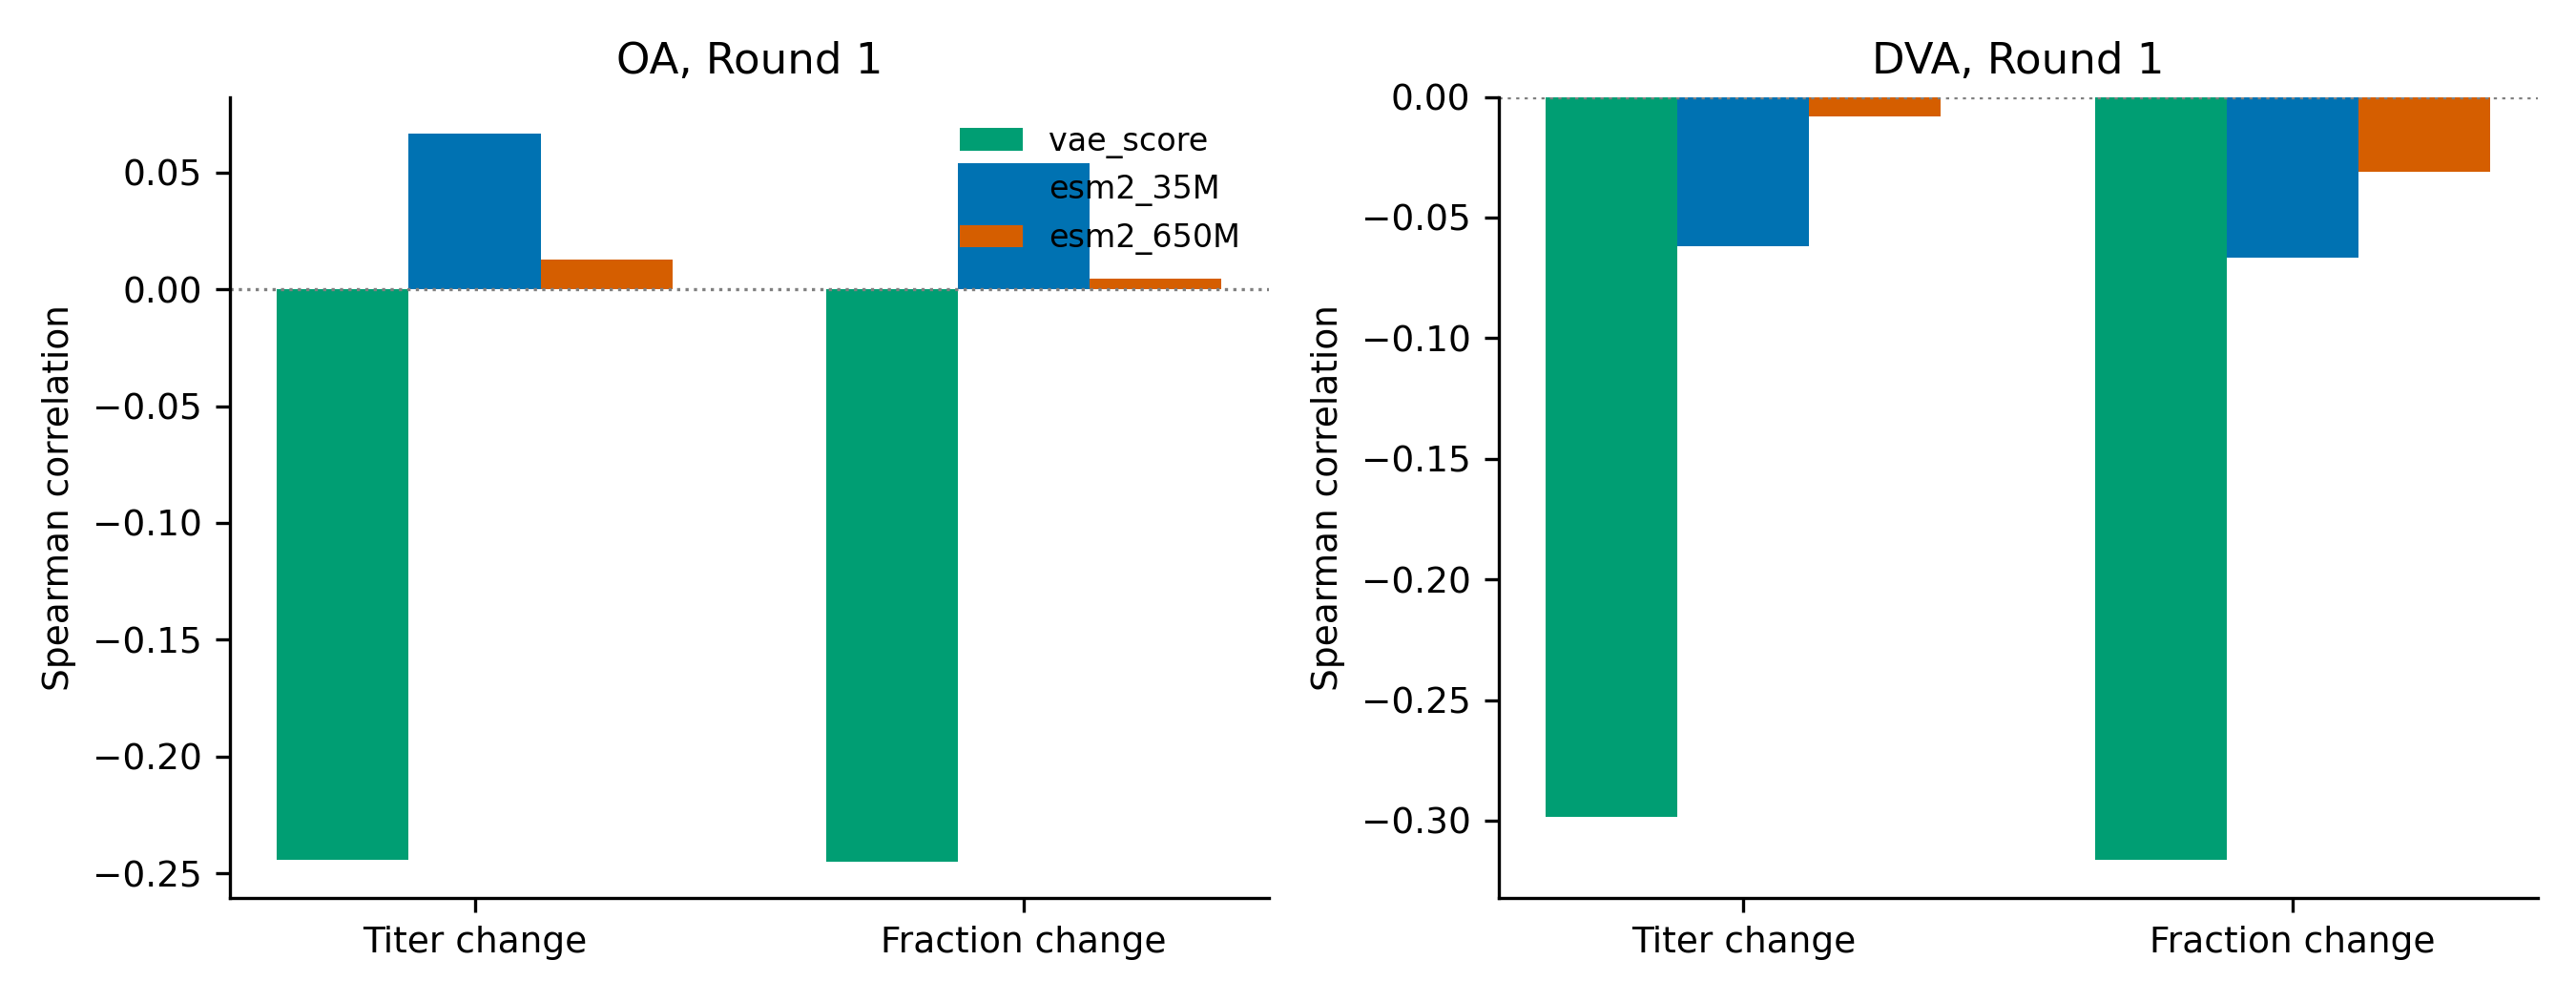 OA, Round 1
Spearman correlation
0.05
0.00
−0.05
−0.10
−0.15
−0.20
−0.25
vae_score
esm2_35M
esm2_650M
Titer change
Fraction change
DVA, Round 1
Spearman correlation
0.00
−0.05
−0.10
−0.15
−0.20
−0.25
−0.30
Titer change
Fraction change